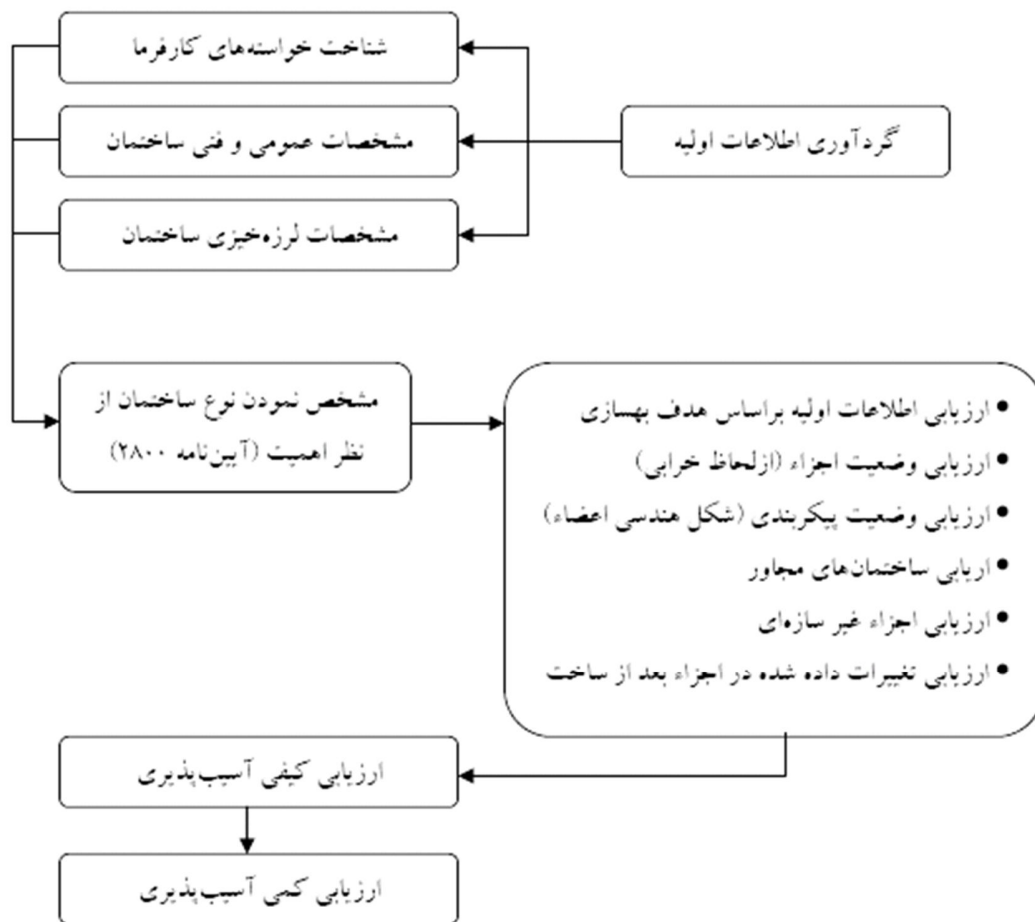 گردآوری اطلاعات اولیه
شناخت خواسته‌های کارفرما
مشخصات عمومی و فنی ساختمان
مشخصات لرزه‌خیزی ساختمان
مشخص نمودن نوع ساختمان از
نظر اهمیت (آیین‌نامه ۲۸۰۰)
• ارزیابی اطلاعات اولیه براساس هدف بهسازی
• ارزیابی وضعیت اجزاء (ازلحاظ خرابی)
• ارزیابی وضعیت پیکربندی (شکل هندسی اعضاء)
• اریابی ساختمان‌های مجاور
• ارزیابی اجزاء غیر سازه‌ای
• ارزیابی تغییرات داده شده در اجزاء بعد از ساخت
ارزیابی کیفی آسیب‌پذیری
ارزیابی کمی آسیب‌پذیری